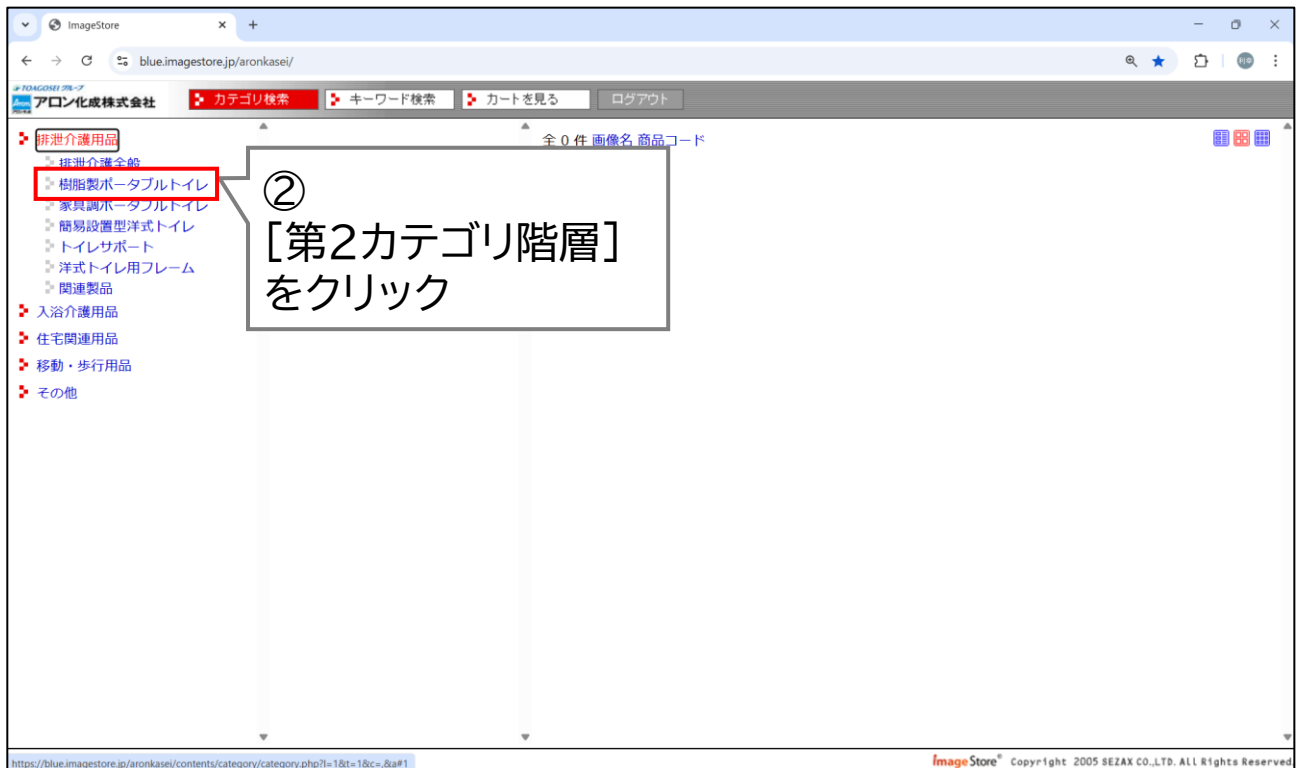 ImageStore
blue.imagestore.jp/aronkasei/
TOAGOSEI グループ
アロン化成株式会社
カテゴリ検索
キーワード検索
カートを見る
ログアウト
排泄介護用品
排泄介護全般
樹脂製ポータブルトイレ
家具調ポータブルトイレ
簡易設置型洋式トイレ
トイレサポート
洋式トイレ用フレーム
関連製品
入浴介護用品
住宅関連用品
移動・歩行用品
その他
全 0 件 画像名 商品コード
②
[第2カテゴリ階層]
をクリック
https://blue.imagestore.jp/aronkasei/contents/category/category.php?l=1&t=1&c=,&a#1
ImageStore® Copyright 2005 SEZAX CO.,LTD. All Rights Reserved